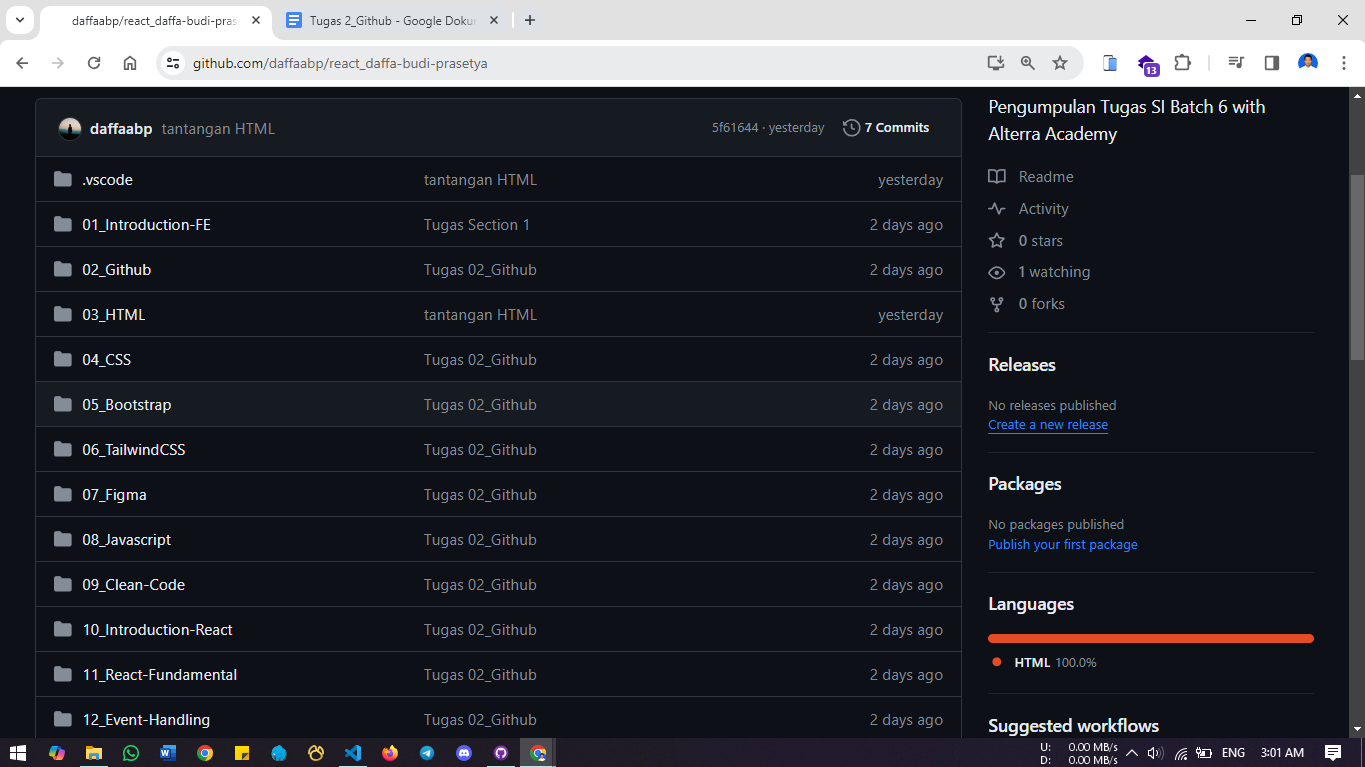 daffaabp/react_daffa-budi-pras
Tugas 2_Github - Google Doku
github.com/daffaabp/react_daffa-budi-prasetya
13
daffaabp tantangan HTML 5f61644 · yesterday 7 Commits
.vscode tantangan HTML yesterday
01_Introduction-FE Tugas Section 1 2 days ago
02_Github Tugas 02_Github 2 days ago
03_HTML tantangan HTML yesterday
04_CSS Tugas 02_Github 2 days ago
05_Bootstrap Tugas 02_Github 2 days ago
06_TailwindCSS Tugas 02_Github 2 days ago
07_Figma Tugas 02_Github 2 days ago
08_Javascript Tugas 02_Github 2 days ago
09_Clean-Code Tugas 02_Github 2 days ago
10_Introduction-React Tugas 02_Github 2 days ago
11_React-Fundamental Tugas 02_Github 2 days ago
12_Event-Handling Tugas 02_Github 2 days ago
Pengumpulan Tugas SI Batch 6 with
Alterra Academy
Readme
Activity
0 stars
1 watching
0 forks
Releases
No releases published
Create a new release
Packages
No packages published
Publish your first package
Languages
HTML 100.0%
Suggested workflows
U: 0.00 MB/s
D: 0.00 MB/s
ENG
3:01 AM